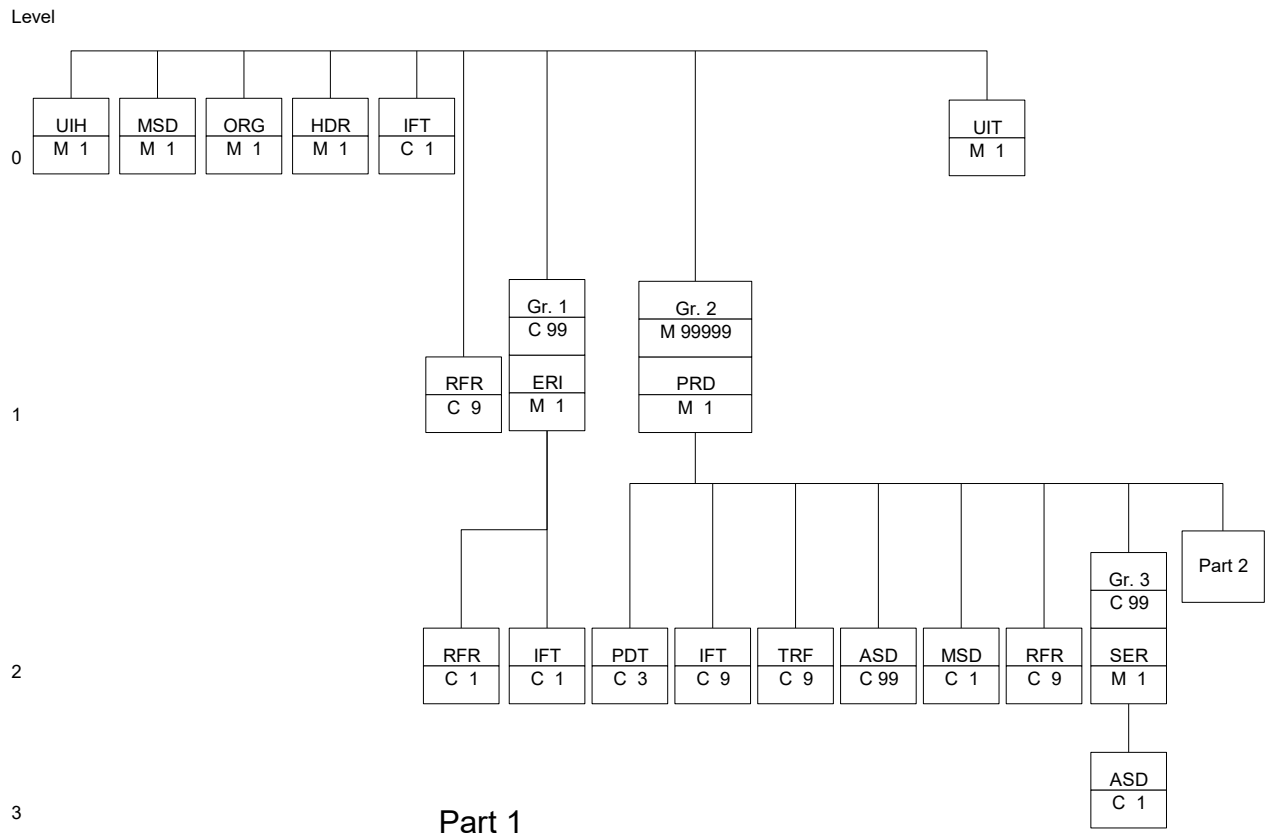 Level
UIH
MSD
ORG
HDR
IFT
UIT
M 1
M 1
M 1
M 1
C 1
M 1
0
Gr. 1
Gr. 2
C 99
M 99999
RFR
ERI
PRD
C 9
M 1
M 1
1
Part 2
Gr. 3
C 99
RFR
IFT
PDT
IFT
TRF
ASD
MSD
RFR
SER
C 1
C 1
C 3
C 9
C 9
C 99
C 1
C 9
M 1
2
ASD
C 1
3
Part 1